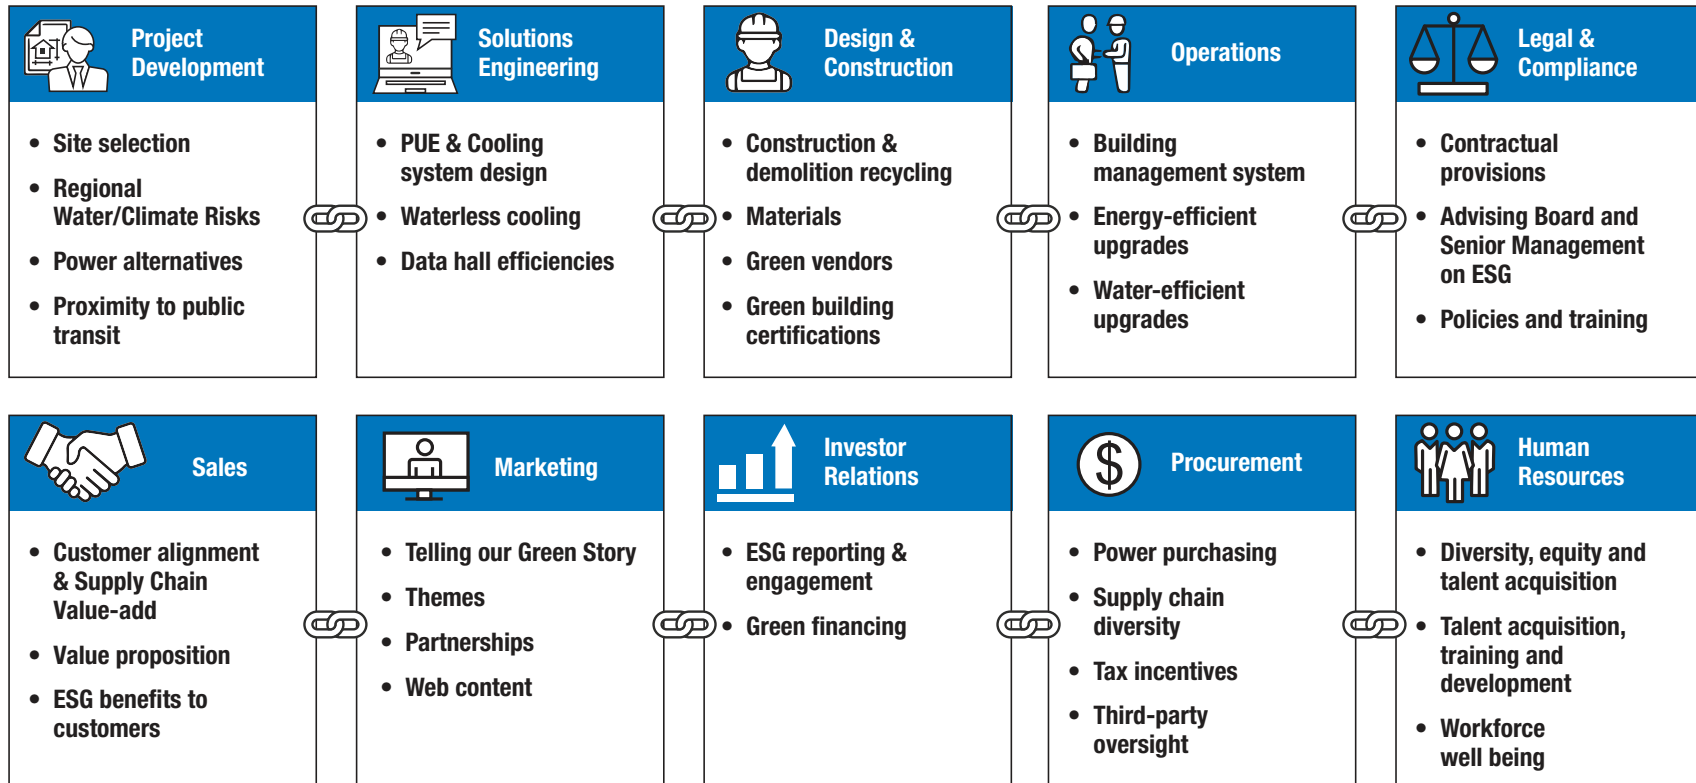 Project
Development
• Site selection
• Regional
Water/Climate Risks
• Power alternatives
• Proximity to public
transit
Solutions
Engineering
• PUE & Cooling
system design
• Waterless cooling
• Data hall efficiencies
Design &
Construction
• Construction &
demolition recycling
• Materials
• Green vendors
• Green building
certifications
Operations
• Building
management system
• Energy-efficient
upgrades
• Water-efficient
upgrades
Legal &
Compliance
• Contractual
provisions
• Advising Board and
Senior Management
on ESG
• Policies and training
Sales
• Customer alignment
& Supply Chain
Value-add
• Value proposition
• ESG benefits to
customers
Marketing
• Telling our Green Story
• Themes
• Partnerships
• Web content
Investor
Relations
• ESG reporting &
engagement
• Green financing
$
Procurement
• Power purchasing
• Supply chain
diversity
• Tax incentives
• Third-party
oversight
Human
Resources
• Diversity, equity and
talent acquisition
• Talent acquisition,
training and
development
• Workforce
well being